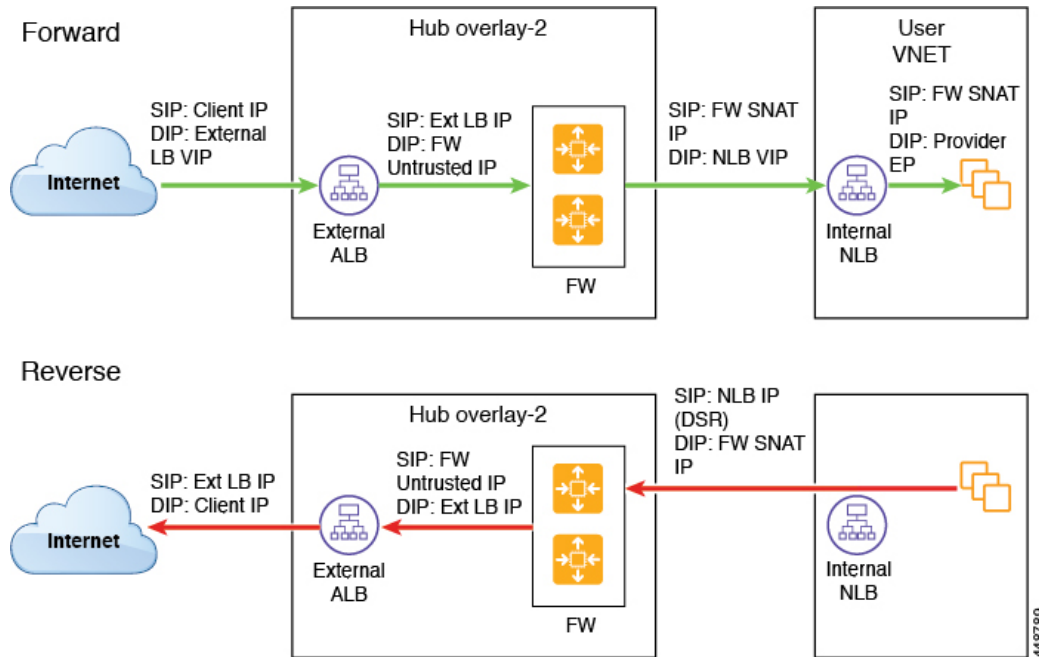 Forward
Hub overlay-2
User
VNET
SIP: Client IP
DIP: External
LB VIP
SIP: Ext LB IP
DIP: FW
Untrusted IP
SIP: FW SNAT
IP
DIP: NLB VIP
SIP: FW SNAT
IP
DIP: Provider
EP
Internet
External
ALB
FW
Internal
NLB
Reverse
Hub overlay-2
SIP: NLB IP
(DSR)
DIP: FW SNAT
IP
SIP: Ext LB IP
DIP: Client IP
SIP: FW
Untrusted IP
DIP: Ext LB IP
Internet
External
ALB
FW
Internal
NLB
448789